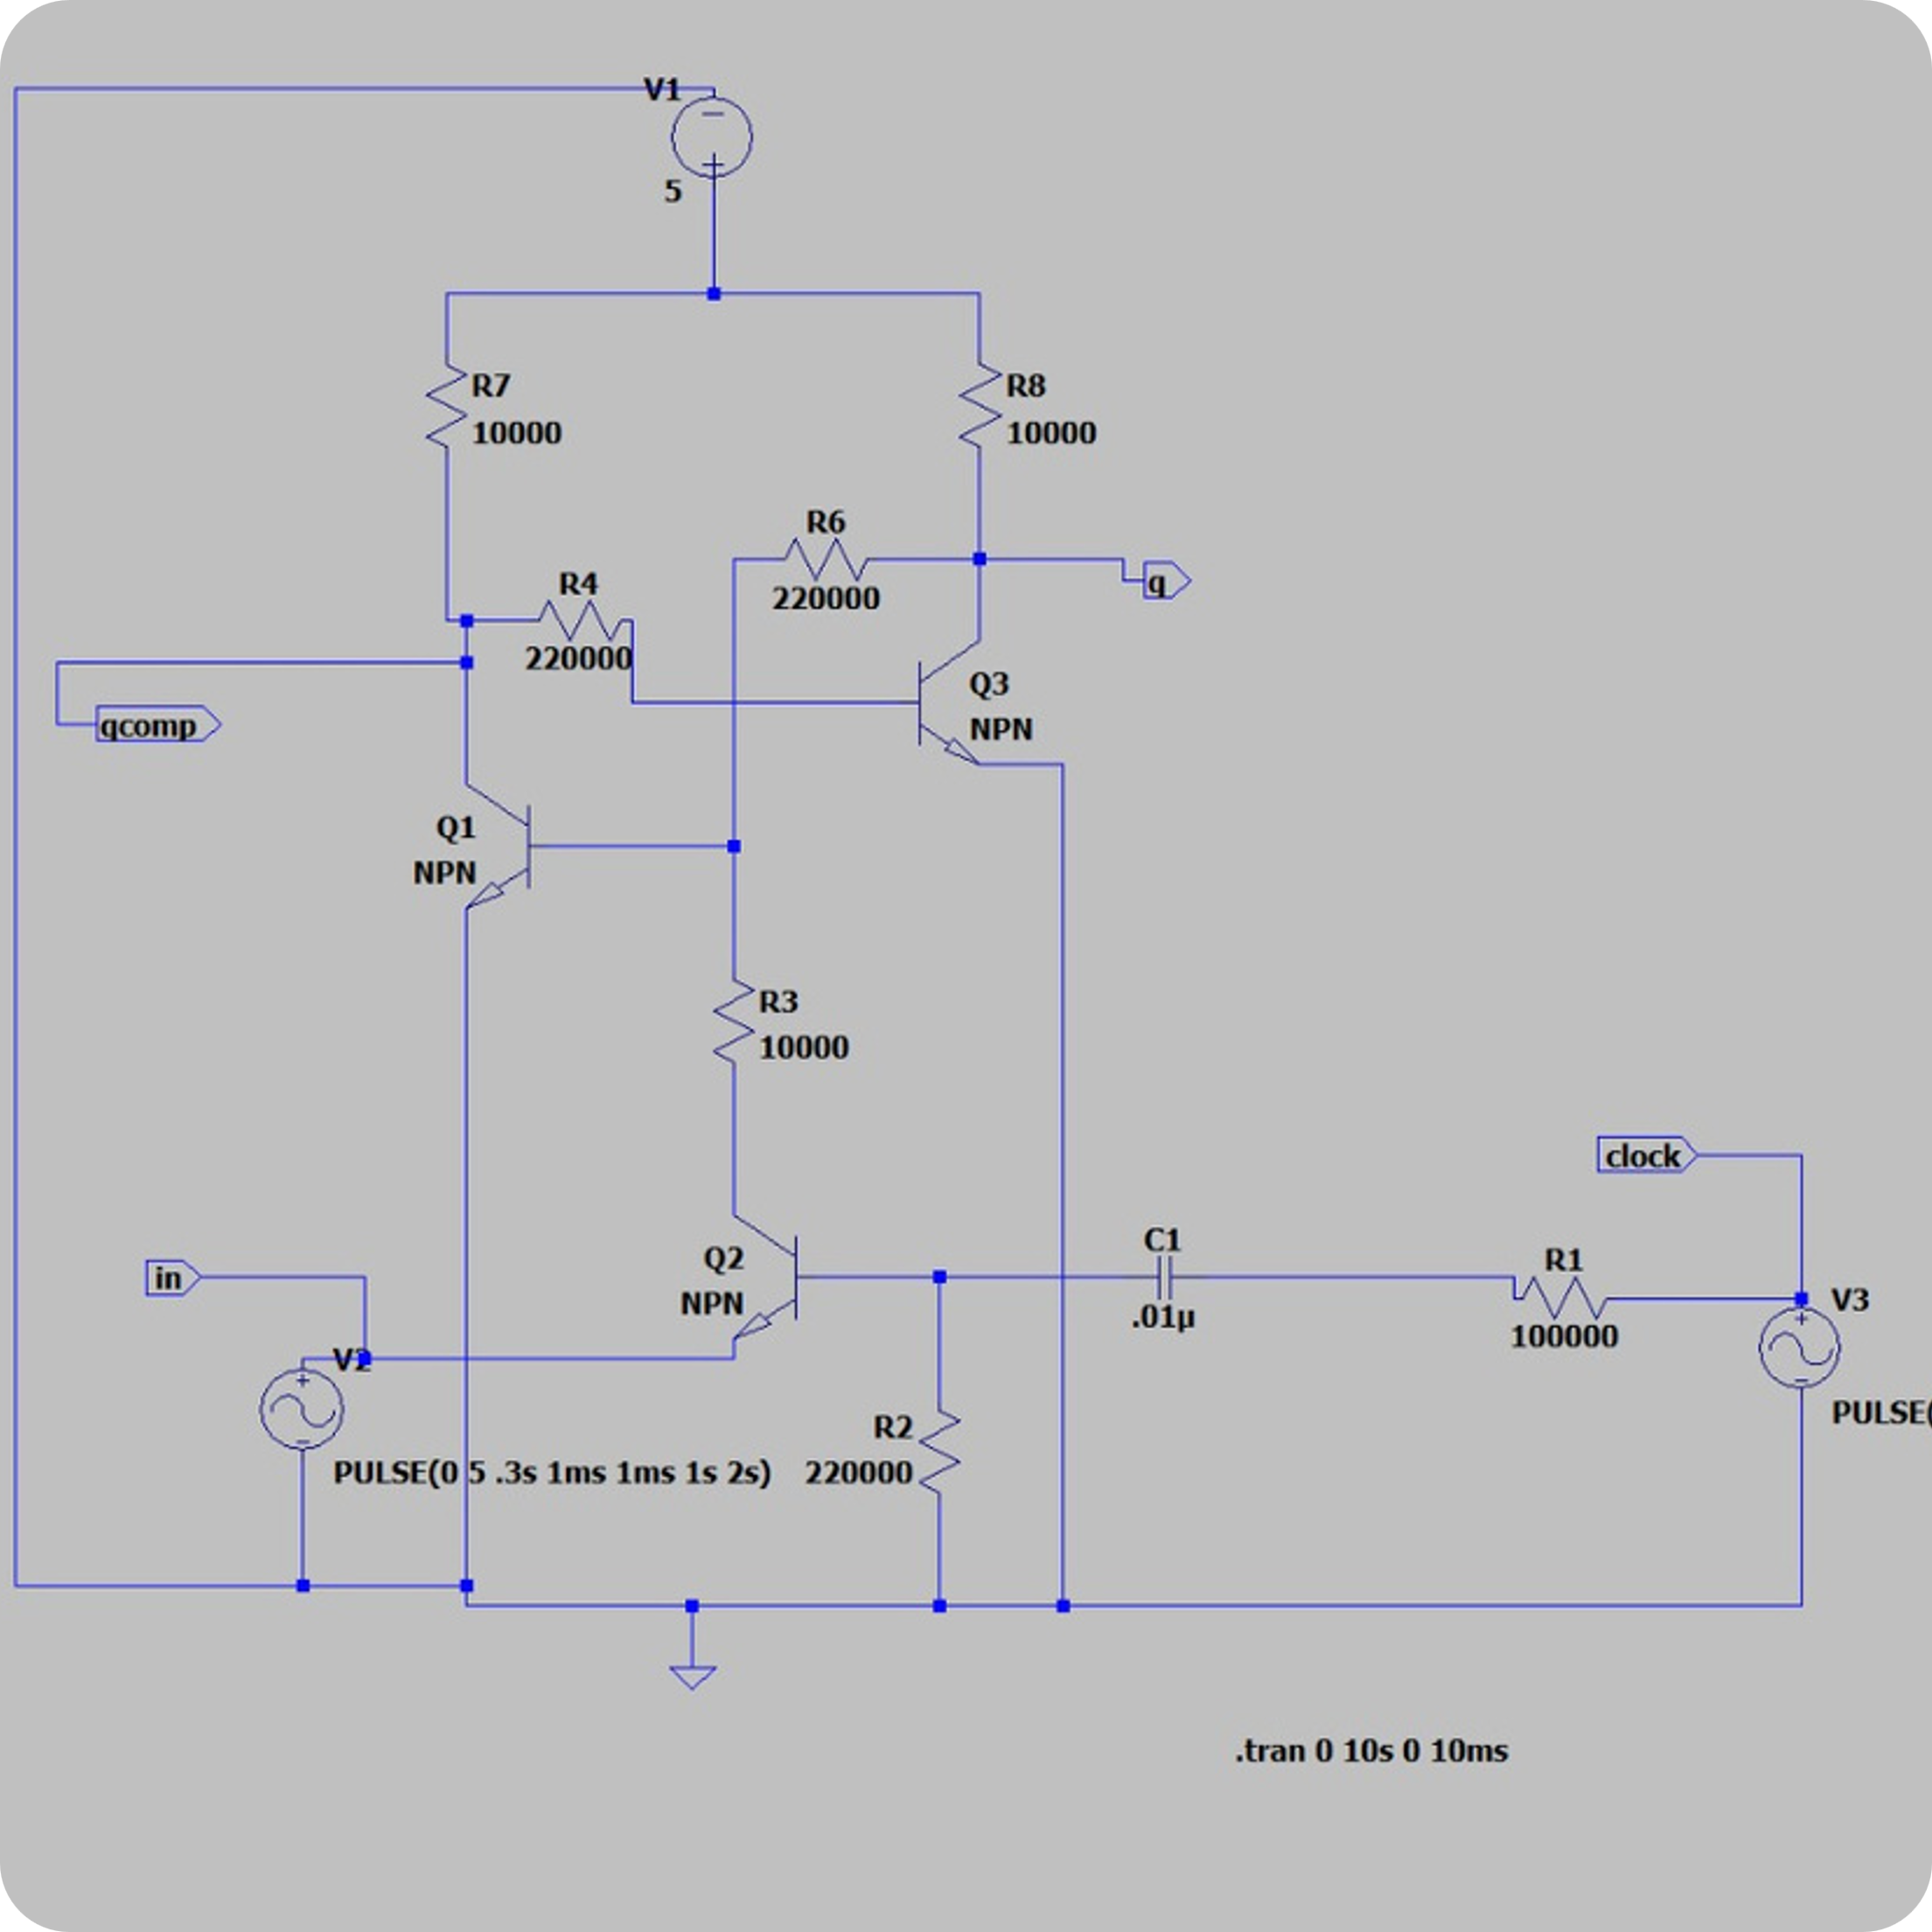 V1
5
R7
10000
R8
10000
R6
220000
q
R4
220000
qcomp
Q3
NPN
Q1
NPN
R3
10000
clock
C1
.01µ
R1
100000
V3
PULSE(
Q2
NPN
in
V2
PULSE(0 5 .3s 1ms 1ms 1s 2s)
R2
220000
.tran 0 10s 0 10ms